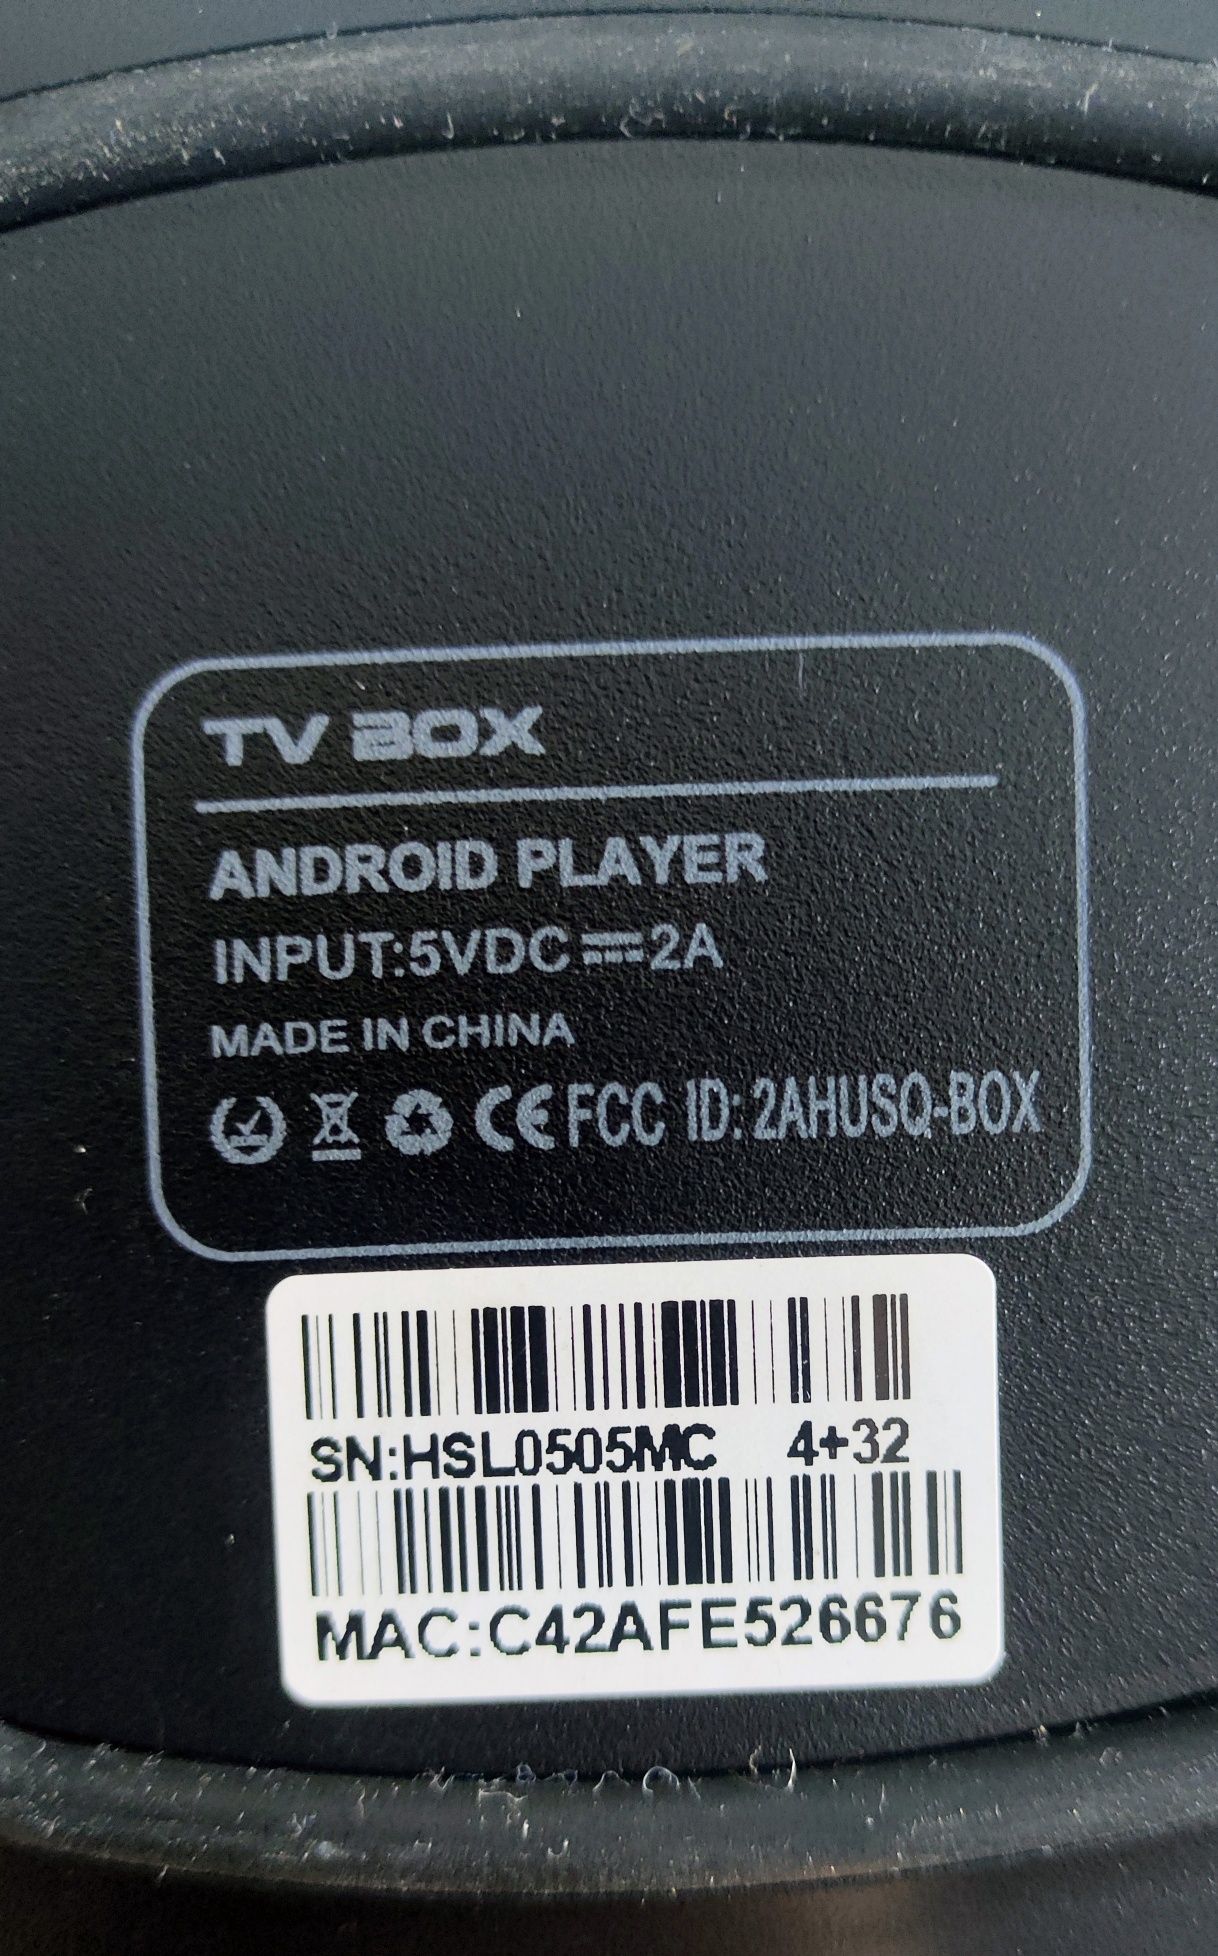 TV BOX
ANDROID PLAYER
INPUT:5VDC⎓2A
MADE IN CHINA
CE FCC ID: 2AHUSQ-BOX
SN:HSL0505MC 4+32
MAC:C42AFE526676